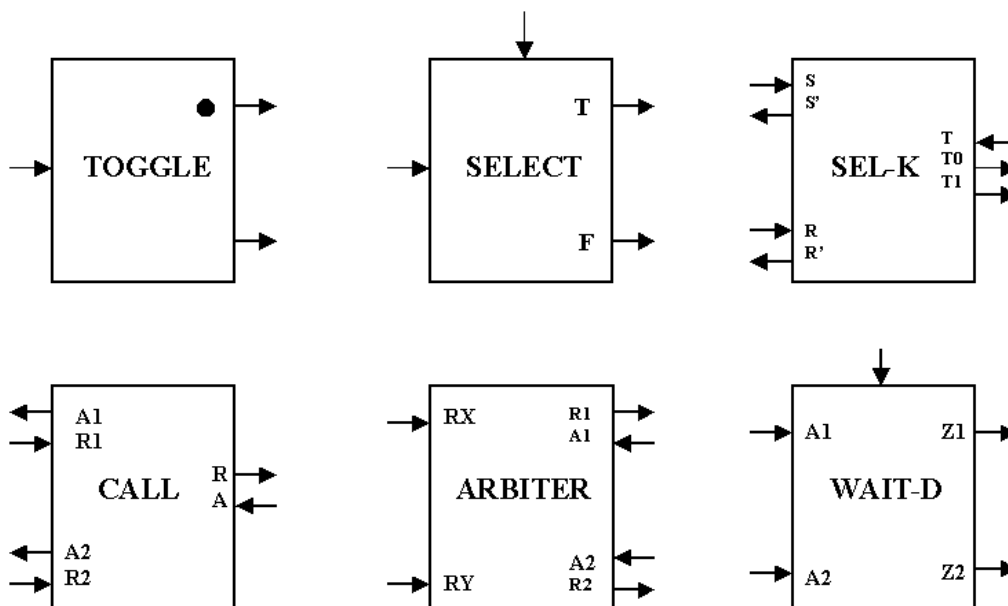 TOGGLE
T
SELECT
F
S
S'
T
T0
T1
SEL-K
R
R'
A1
R1
R
A
CALL
A2
R2
RX
R1
A1
ARBITER
A2
R2
RY
A1
Z1
WAIT-D
A2
Z2